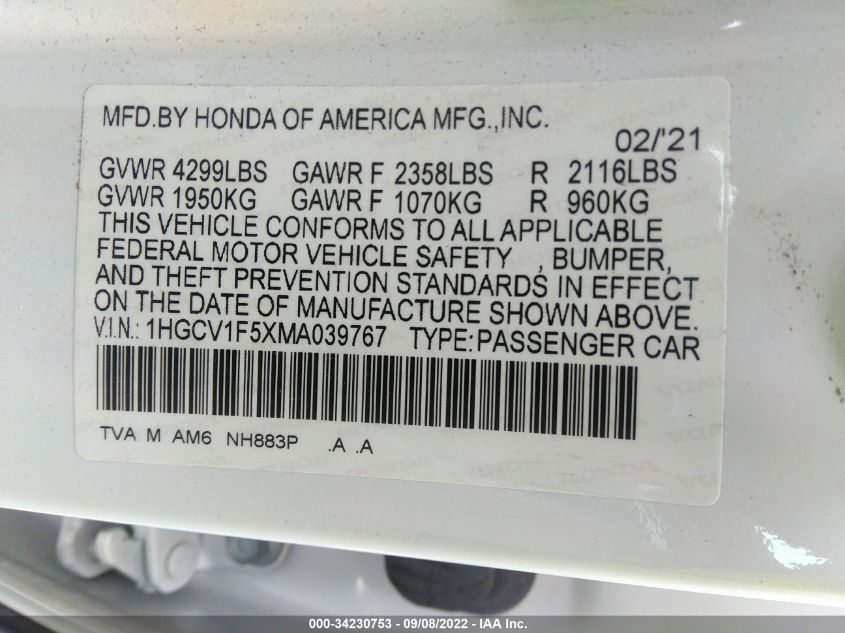 MFD.BY HONDA OF AMERICA MFG.,INC.
02/'21
GVWR 4299LBS GAWR F 2358LBS R 2116LBS
GVWR 1950KG GAWR F 1070KG R 960KG
THIS VEHICLE CONFORMS TO ALL APPLICABLE
FEDERAL MOTOR VEHICLE SAFETY , BUMPER,
AND THEFT PREVENTION STANDARDS IN EFFECT
ON THE DATE OF MANUFACTURE SHOWN ABOVE.
V.I.N.: 1HGCV1F5XMA039767 TYPE:PASSENGER CAR
TVA M AM6 NH883P .A .A
000-34230753 - 09/08/2022 - IAA Inc.